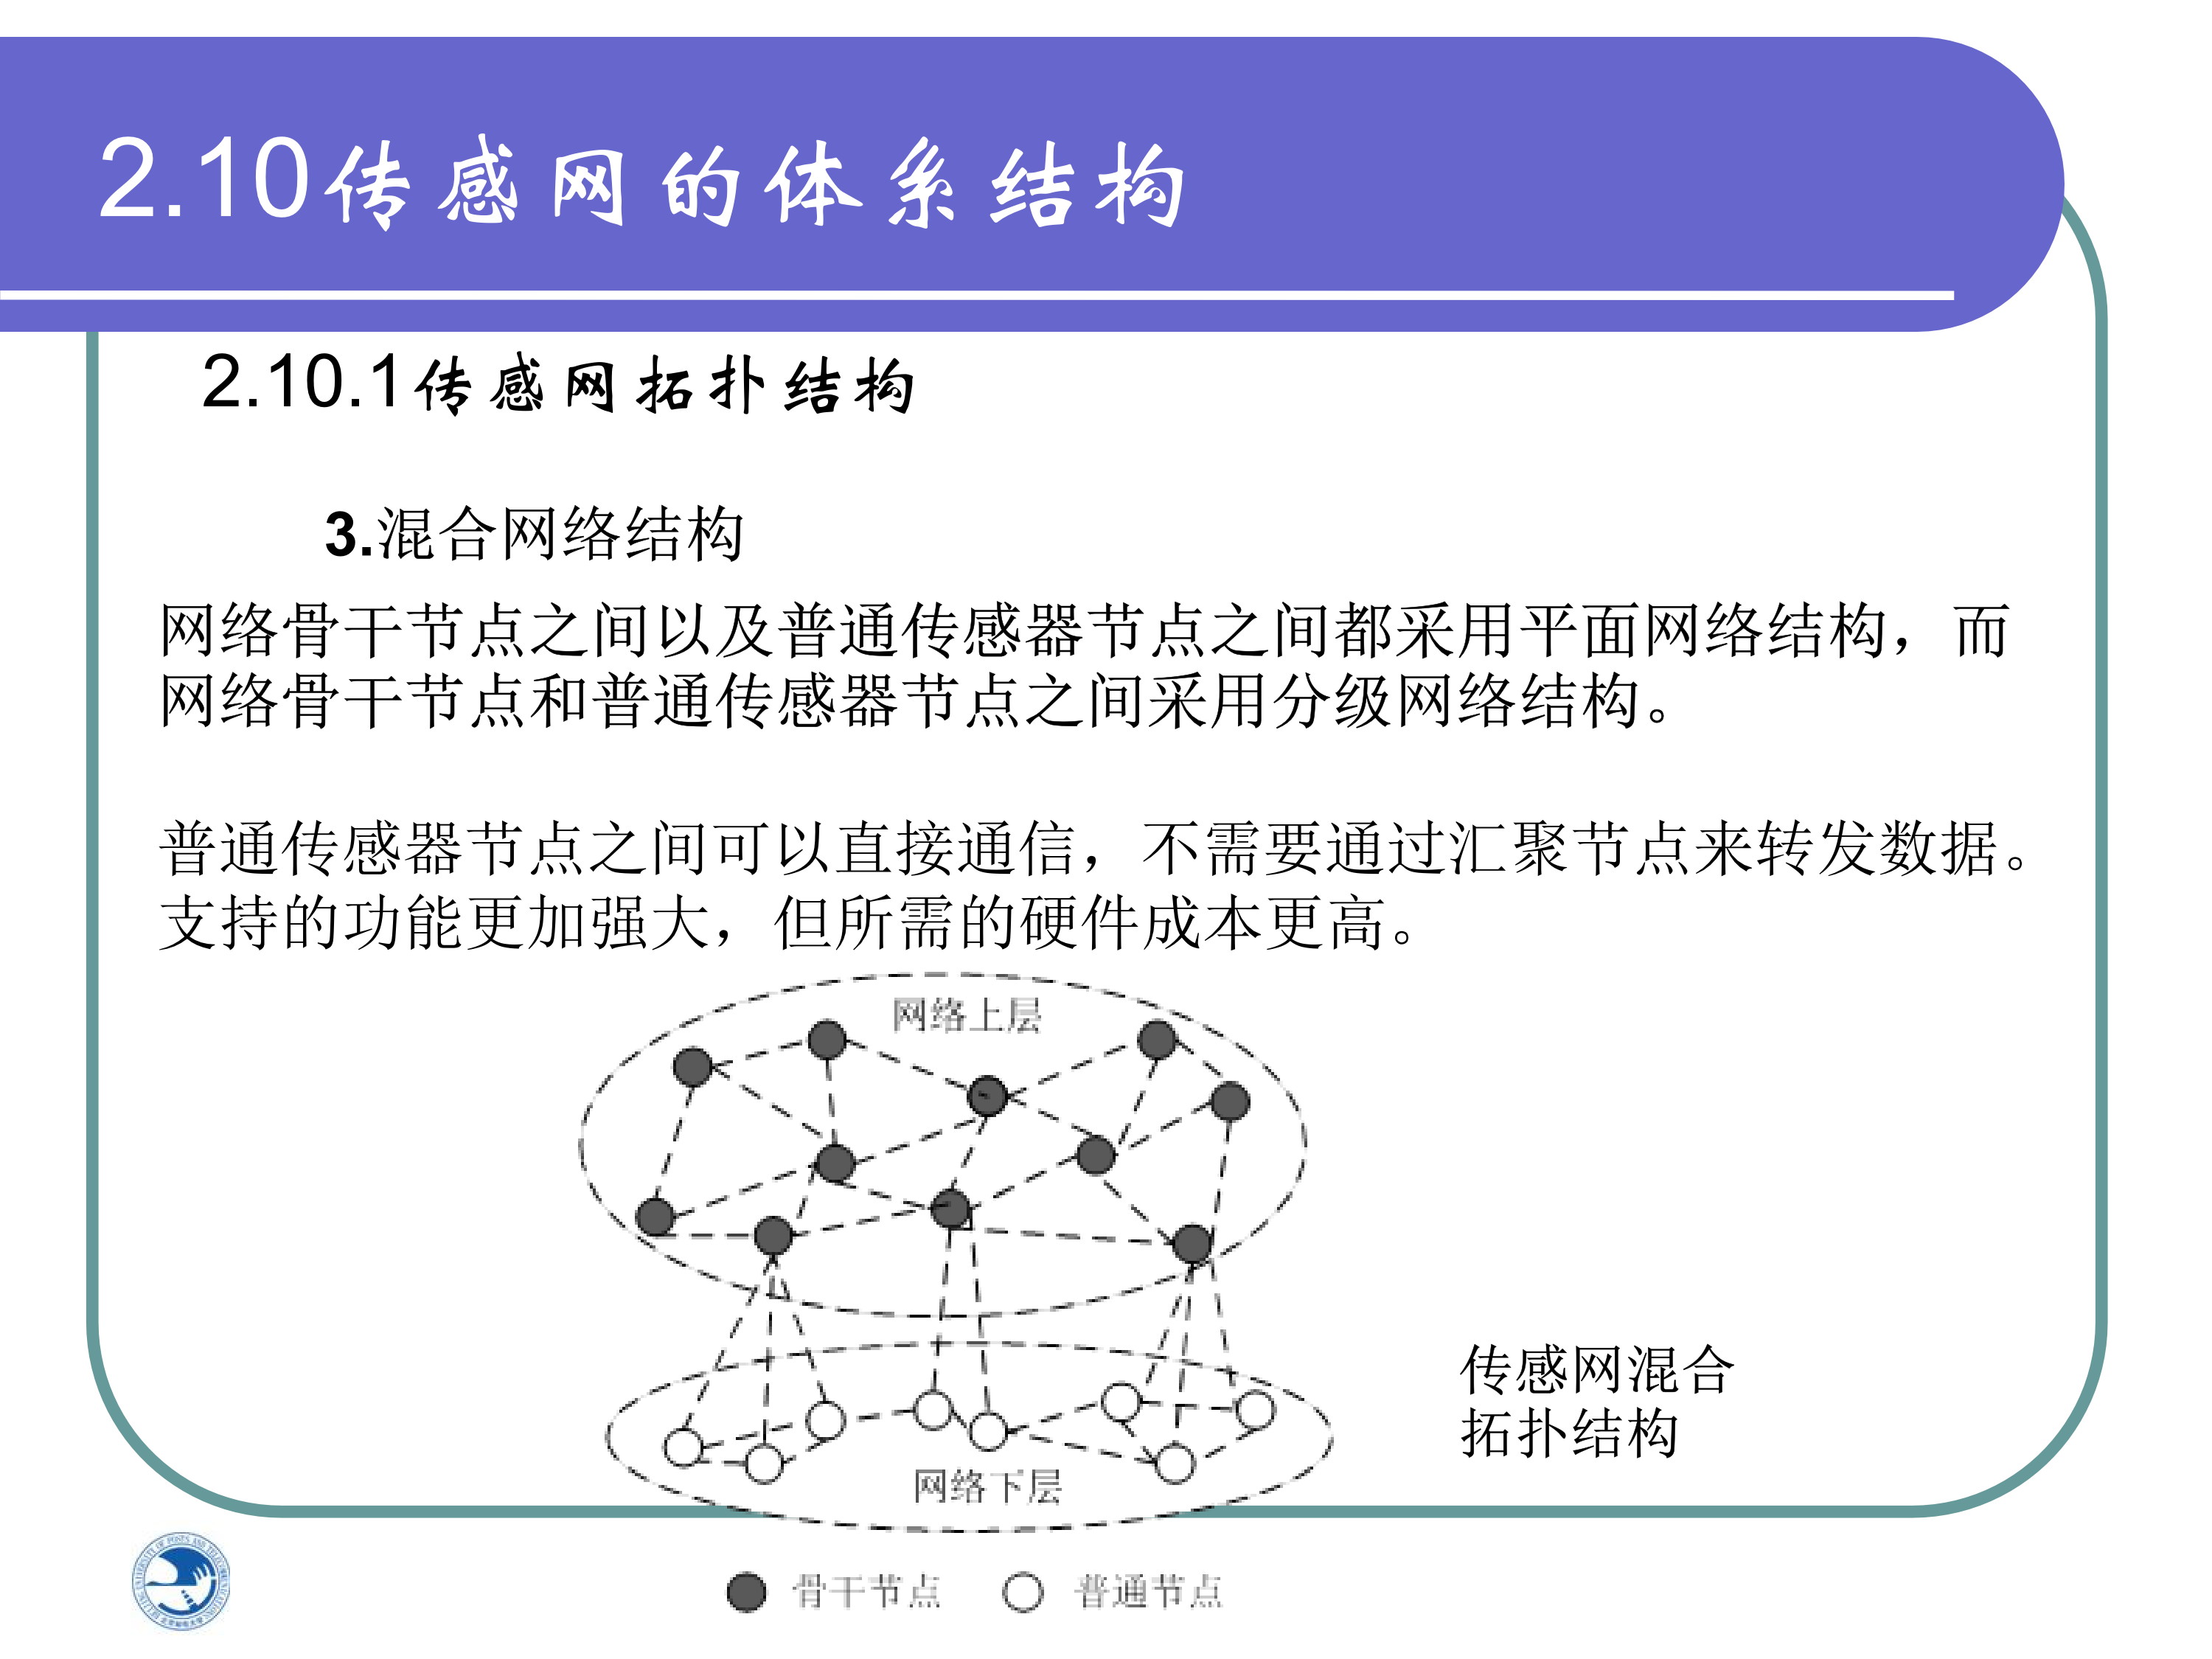 2.10传感网的体系结构
2.10.1传感网拓扑结构
3.混合网络结构
网络骨干节点之间以及普通传感器节点之间都采用平面网络结构，而
网络骨干节点和普通传感器节点之间采用分级网络结构。
普通传感器节点之间可以直接通信，不需要通过汇聚节点来转发数据。
支持的功能更加强大，但所需的硬件成本更高。
网络上层
传感网混合
拓扑结构
网络下层
骨干节点 普通节点